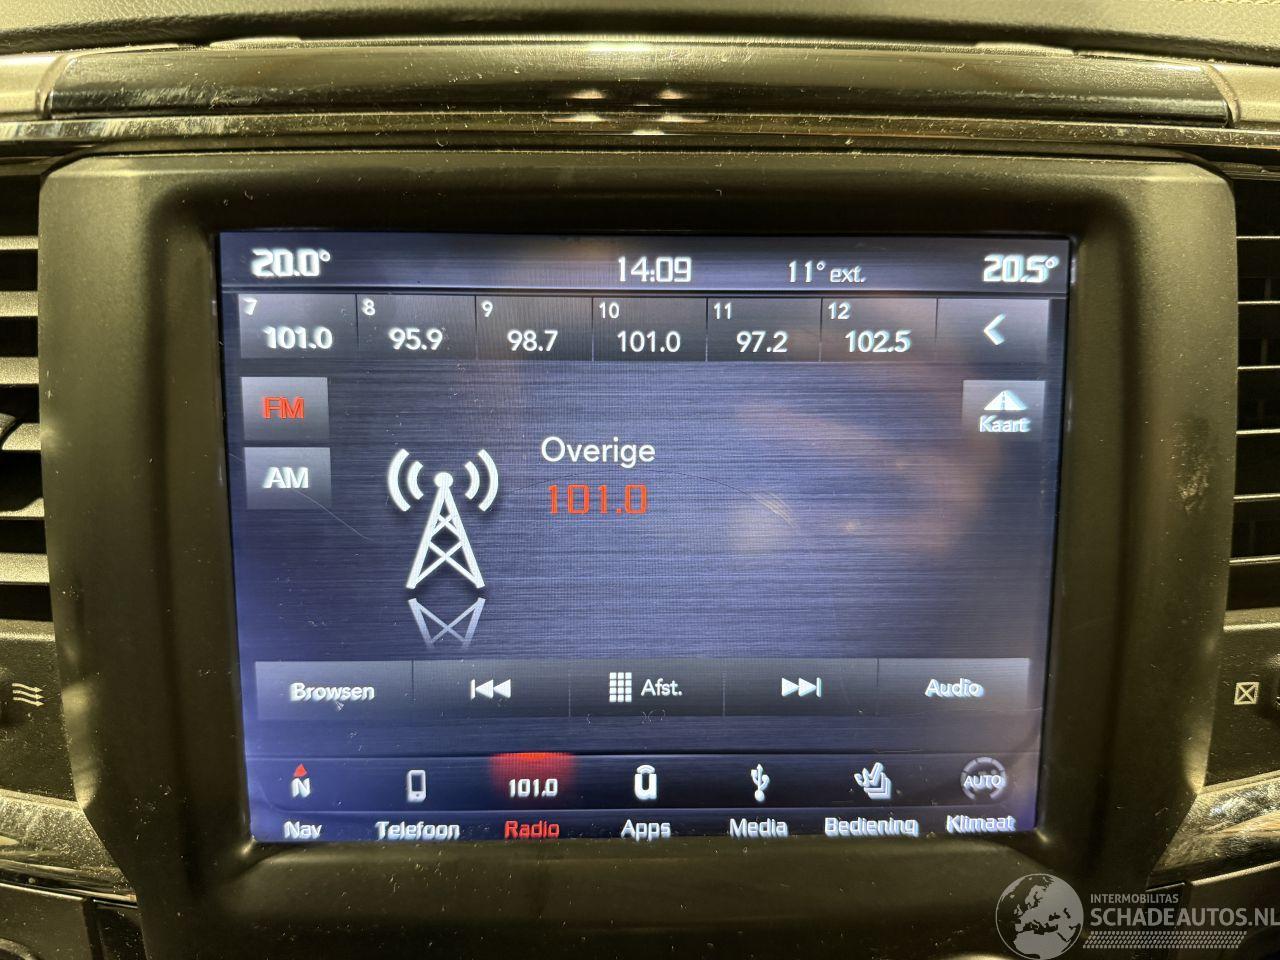 20.0° 14:09 11° ext. 20.5°
7 8 9 10 11 12
101.0 95.9 98.7 101.0 97.2 102.5
FM
Kaart
AM
Overige
101.0
Browsen Afst. Audio
N 101.0 AUTO
Nav Telefoon Radio Apps Media Bediening Klimaat
INTERMOBILITAS
SCHADEAUTOS.NL